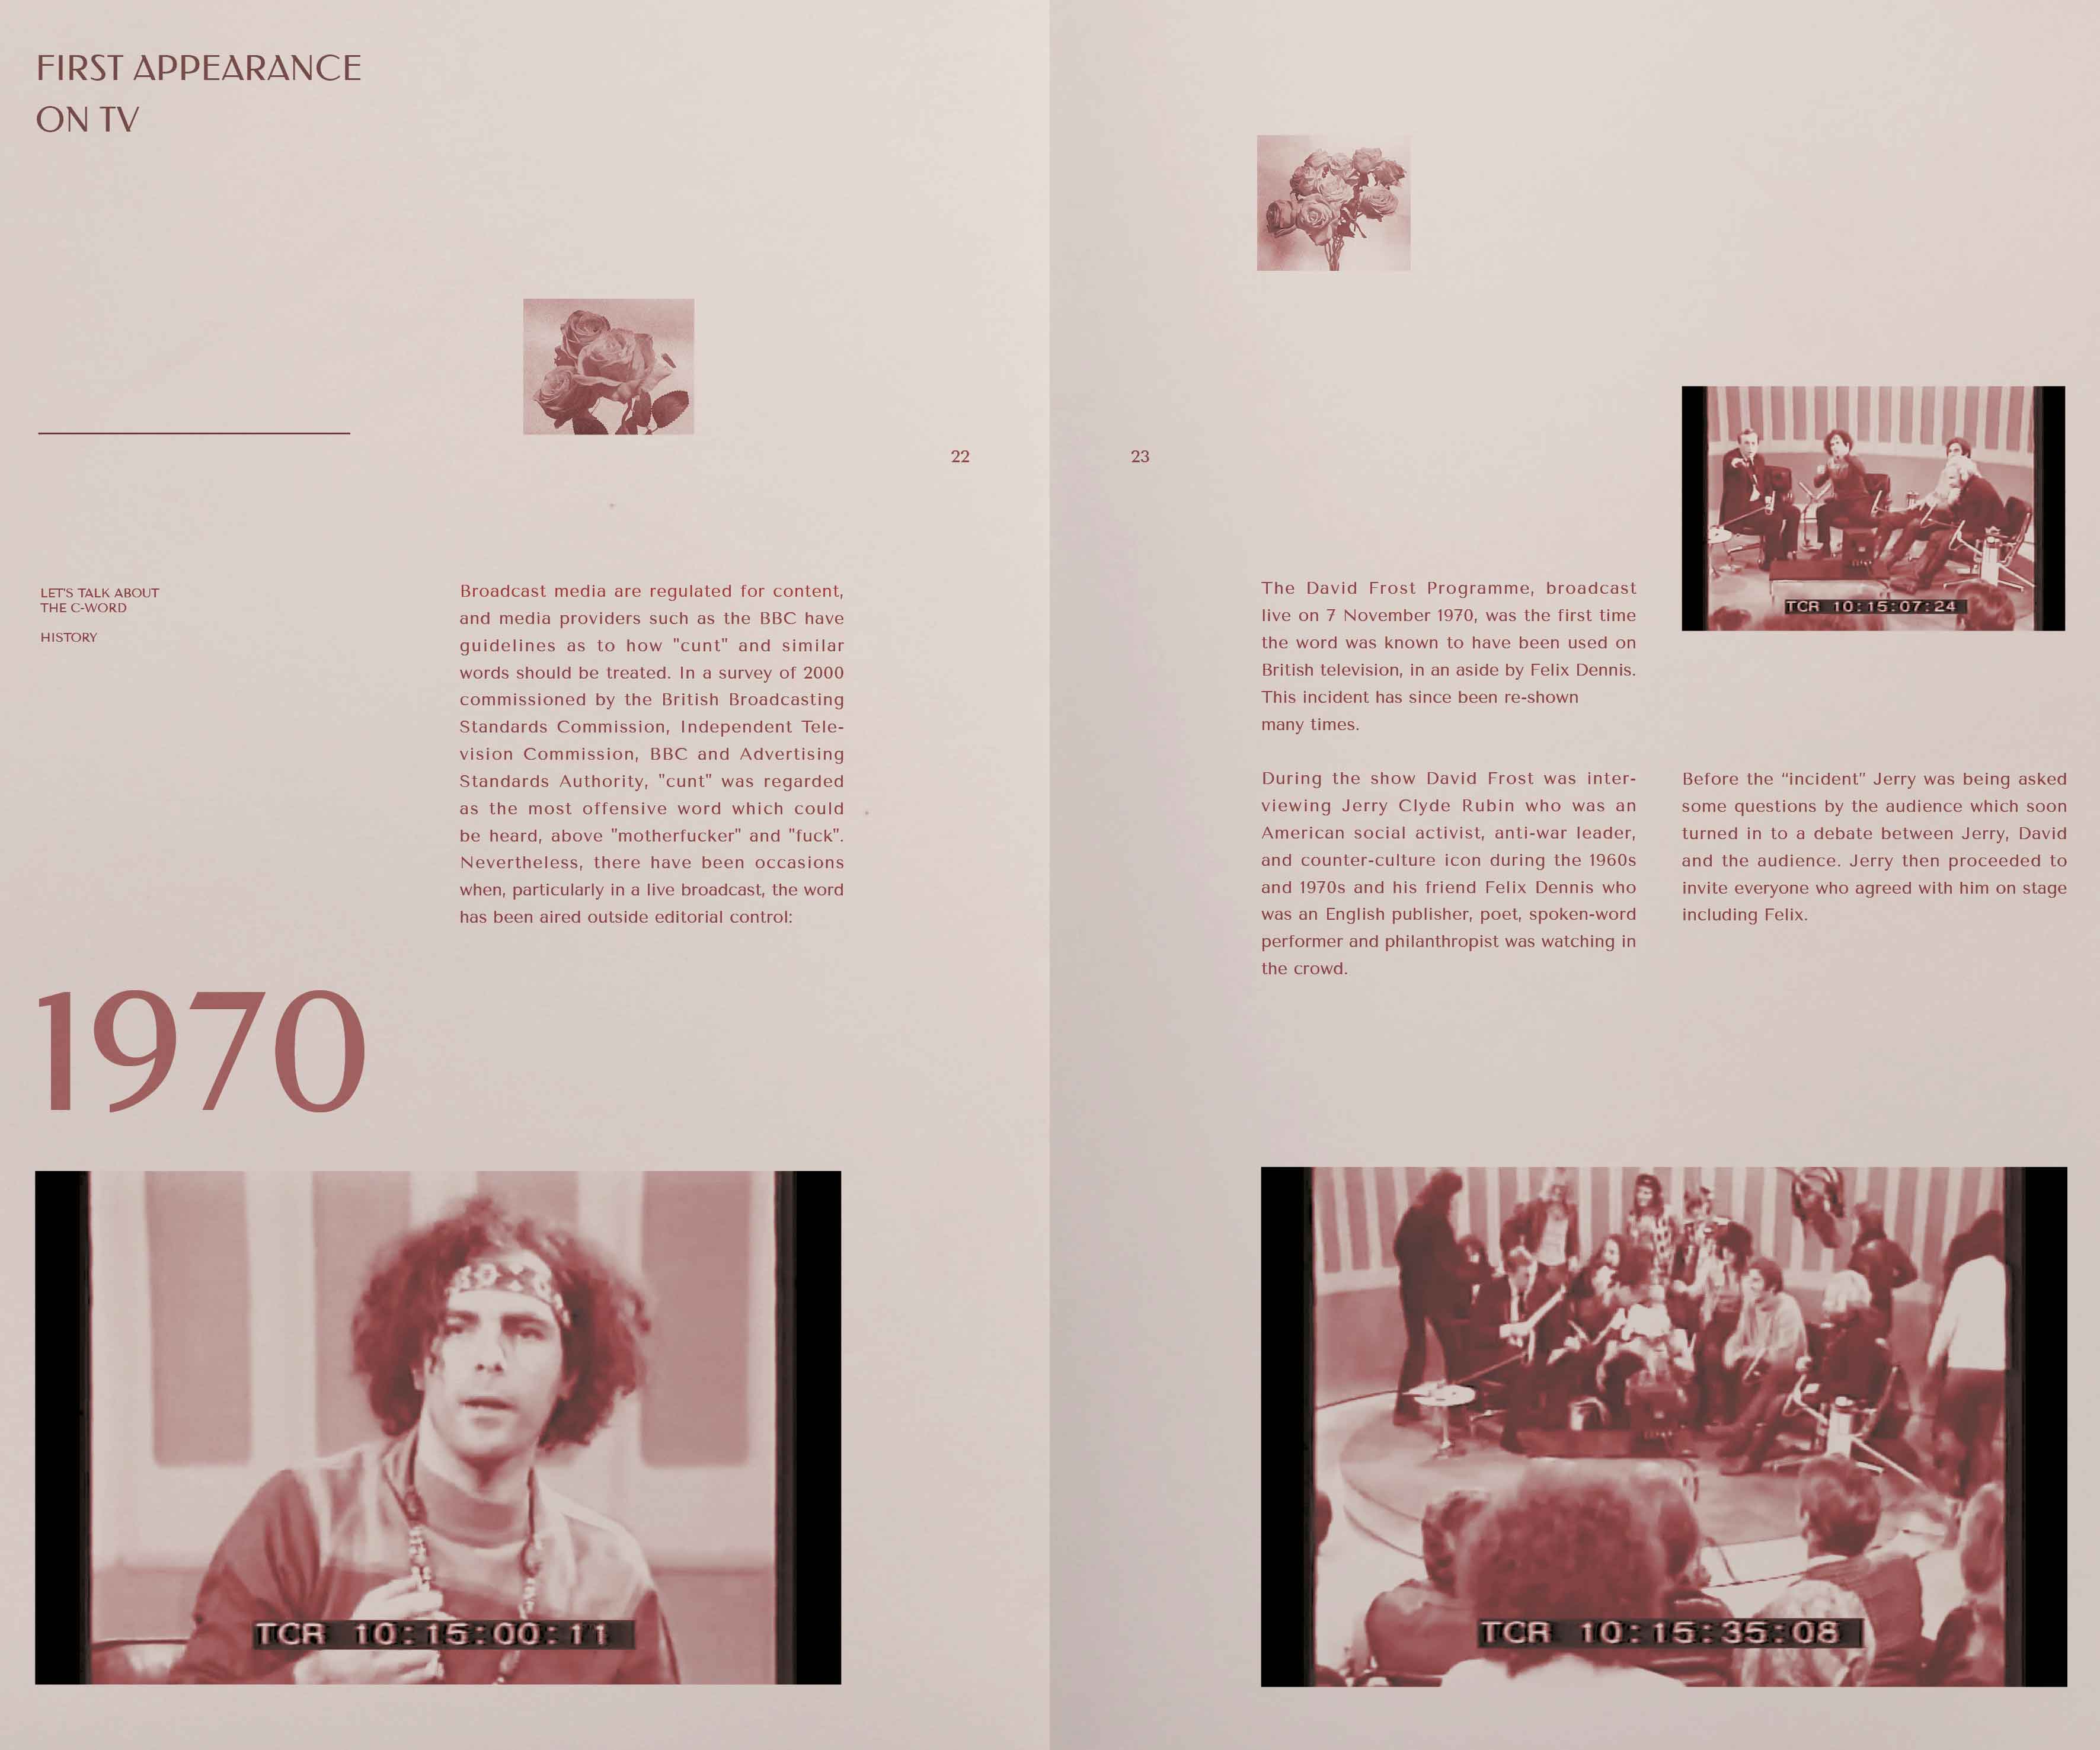 FIRST APPEARANCE
ON TV
22
LET'S TALK ABOUT
THE C-WORD
HISTORY
Broadcast media are regulated for content,
and media providers such as the BBC have
guidelines as to how "cunt" and similar
words should be treated. In a survey of 2000
commissioned by the British Broadcasting
Standards Commission, Independent Tele-
vision Commission, BBC and Advertising
Standards Authority, "cunt" was regarded
as the most offensive word which could
be heard, above "motherfucker" and "fuck".
Nevertheless, there have been occasions
when, particularly in a live broadcast, the word
has been aired outside editorial control:
1970
TCR 10:15:00:11
23
TCR 10:15:07:24
The David Frost Programme, broadcast
live on 7 November 1970, was the first time
the word was known to have been used on
British television, in an aside by Felix Dennis.
This incident has since been re-shown
many times.
During the show David Frost was inter-
viewing Jerry Clyde Rubin who was an
American social activist, anti-war leader,
and counter-culture icon during the 1960s
and 1970s and his friend Felix Dennis who
was an English publisher, poet, spoken-word
performer and philanthropist was watching in
the crowd.
Before the “incident” Jerry was being asked
some questions by the audience which soon
turned in to a debate between Jerry, David
and the audience. Jerry then proceeded to
invite everyone who agreed with him on stage
including Felix.
TCR 10:15:35:08